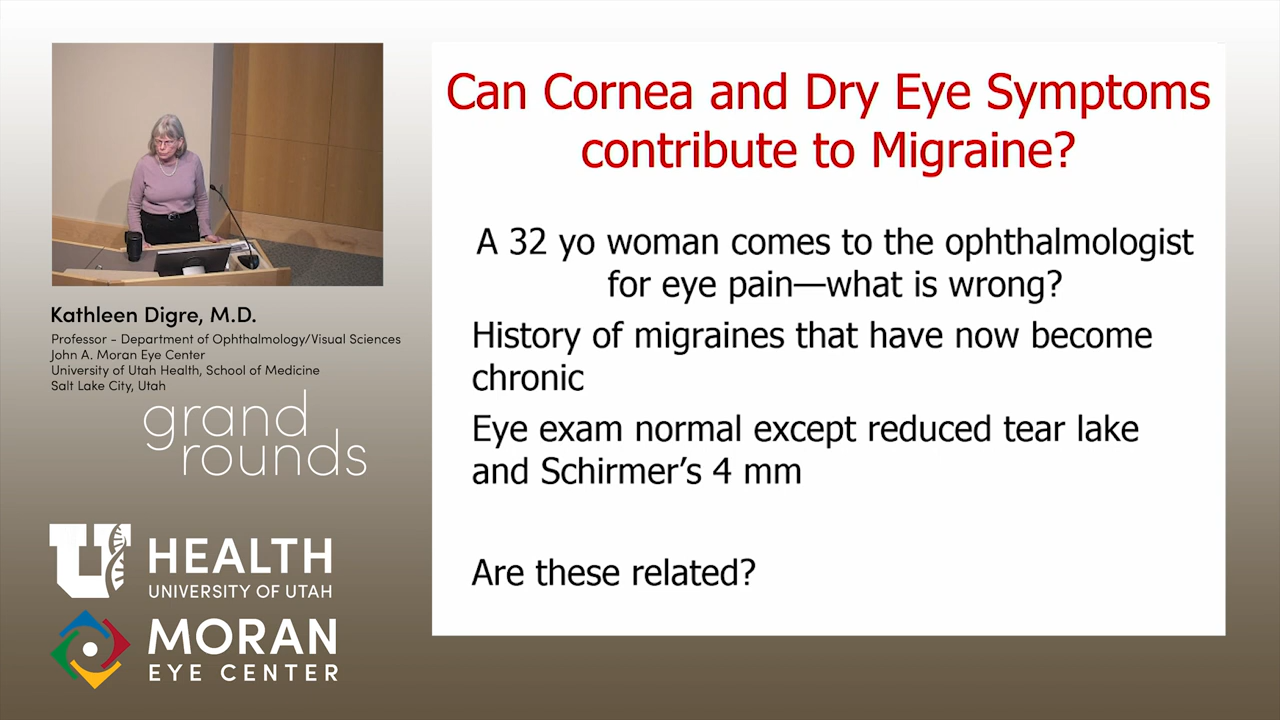 Can Cornea and Dry Eye Symptoms
contribute to Migraine?
A 32 yo woman comes to the ophthalmologist
for eye pain—what is wrong?
History of migraines that have now become
chronic
Eye exam normal except reduced tear lake
and Schirmer’s 4 mm
Are these related?
Kathleen Digre, M.D.
Professor - Department of Ophthalmology/Visual Sciences
John A. Moran Eye Center
University of Utah Health, School of Medicine
Salt Lake City, Utah
grand
rounds
U HEALTH
UNIVERSITY OF UTAH
MORAN
EYE CENTER